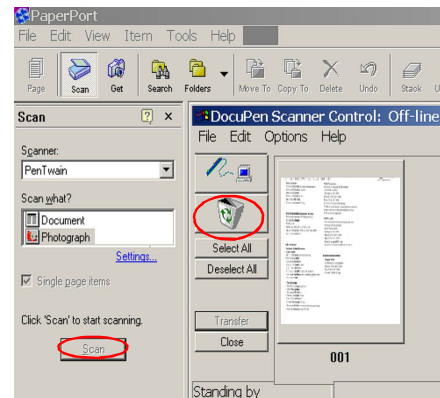 PaperPort
File Edit View Item Tools Help
Page Scan Get Search Folders Move To Copy To Delete Undo Stack
Scan
Scanner:
PenTwain
Scan what?
Document
Photograph
Settings...
Single page items
Click 'Scan' to start scanning.
Scan
DocuPen Scanner Control: Off-line
File Edit Options Help
Select All
Deselect All
Transfer
Close
001
Standing by